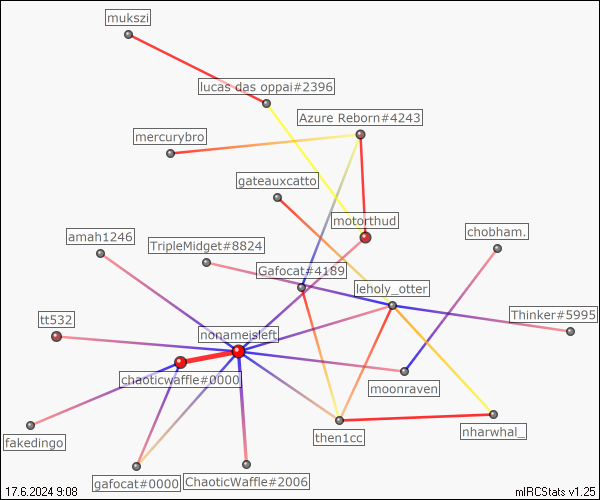 mukszi
lucas das oppai#2396
Azure Reborn#4243
mercurybro
gateauxcatto
motorthud
chobham.
amah1246
TripleMidget#8824
Gafocat#4189
leholy_otter
Thinker#5995
tt532
nonameisleft
chaoticwaffle#0000
moonraven
fakedingo
then1cc
nharwhal_
gafocat#0000
ChaoticWaffle#2006
17.6.2024 9:08
mIRCStats v1.25